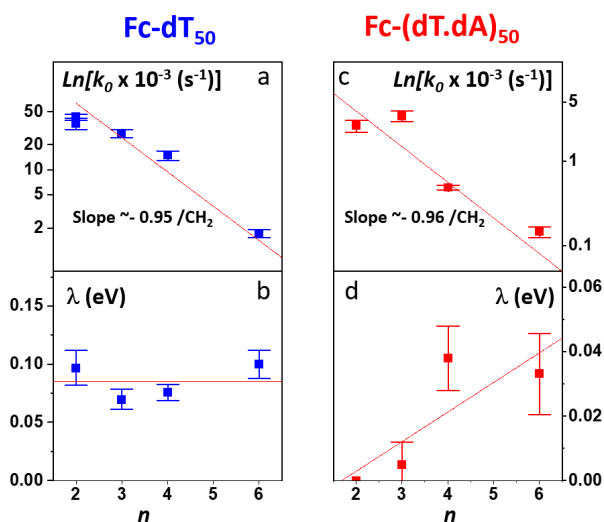 Fc-dT50
Fc-(dT.dA)50
Ln[k0 x 10-3 (s-1)]
a
50
20
10
5
2
Slope ~- 0.95 /CH2
c
Ln[k0 x 10-3 (s-1)]
5
1
0.1
Slope ~- 0.96 /CH2
λ (eV)
b
0.15
0.10
0.05
0.00
2
3
4
5
6
n
d
λ (eV)
0.06
0.04
0.02
0.00
2
3
4
5
6
n